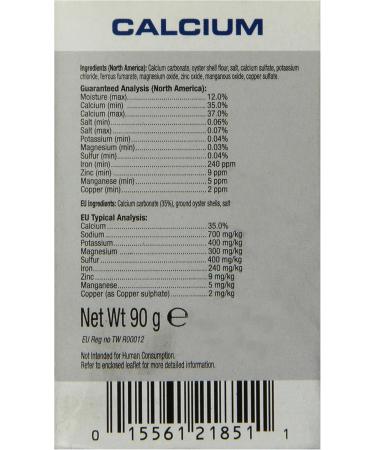 CALCIUM
Ingredients (North America): Calcium carbonate, oyster shell flour, salt, calcium sulfate, potassium
chloride, ferrous fumarate, magnesium oxide, zinc oxide, manganous oxide, copper sulfate.
Guaranteed Analysis (North America):
Moisture (max) 12.0%
Calcium (min) 35.0%
Calcium (max) 37.0%
Salt (min) 0.06%
Salt (max) 0.07%
Potassium (min) 0.04%
Magnesium (min) 0.03%
Sulfur (min) 0.04%
Iron (min) 240 ppm
Zinc (min) 9 ppm
Manganese (min) 5 ppm
Copper (min) 2 ppm
EU Ingredients: Calcium carbonate (35%), ground oyster shells, salt
EU Typical Analysis:
Calcium 35.0%
Sodium 700 mg/kg
Potassium 400 mg/kg
Magnesium 300 mg/kg
Sulfur 400 mg/kg
Iron 240 mg/kg
Zinc 9 mg/kg
Manganese 5 mg/kg
Copper (as Copper sulphate) 2 mg/kg
Net Wt 90 g ℮
EU Reg no TW R00012
Not Intended for Human Consumption.
Refer to enclosed leaflet for more detailed information.
0 15561 21851 1